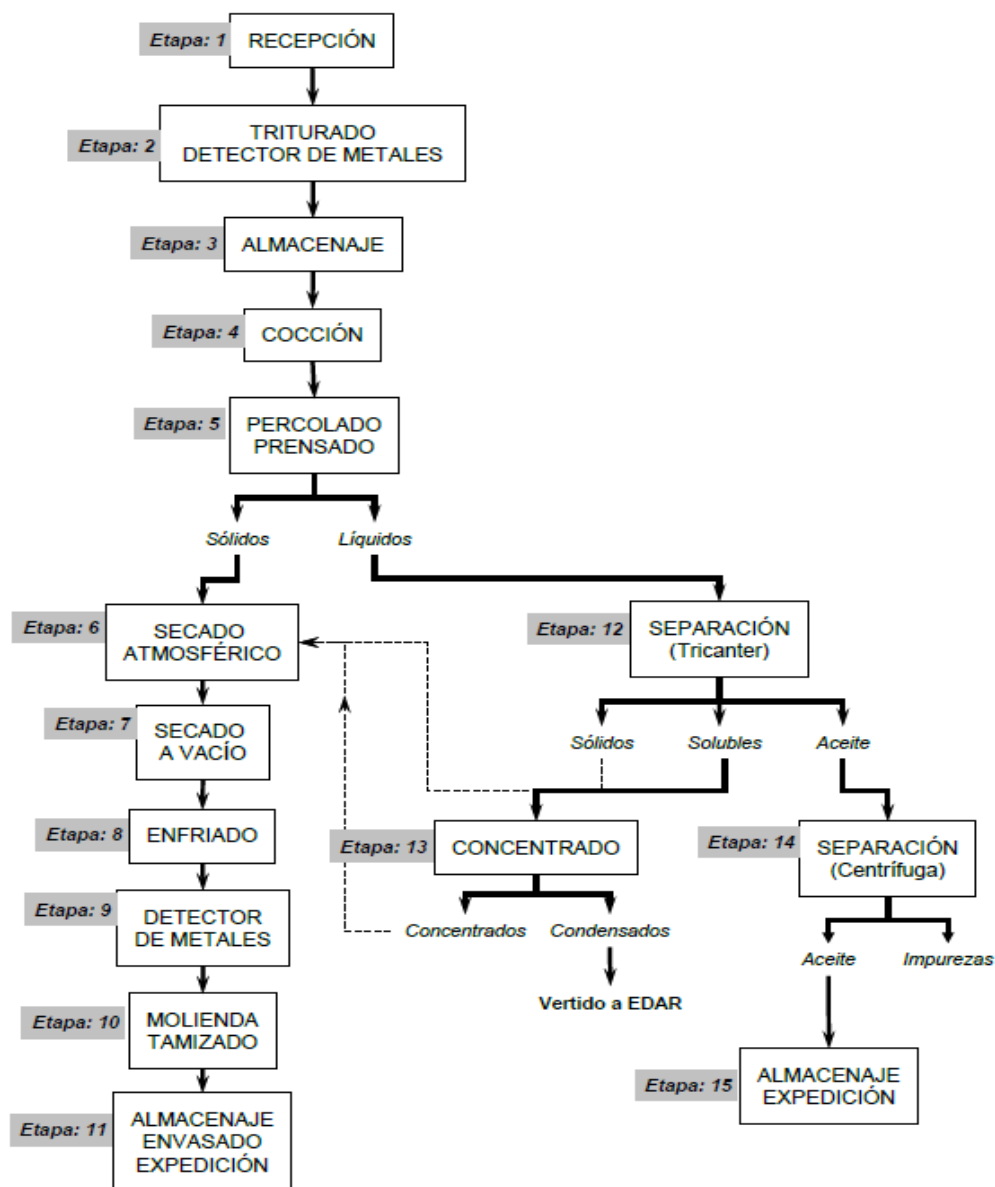 Etapa: 1
RECEPCIÓN
Etapa: 2
TRITURADO
DETECTOR DE METALES
Etapa: 3
ALMACENAJE
Etapa: 4
COCCIÓN
Etapa: 5
PERCOLADO
PRENSADO
Sólidos
Líquidos
Etapa: 6
SECADO
ATMOSFÉRICO
Etapa: 7
SECADO
A VACÍO
Etapa: 8
ENFRIADO
Etapa: 9
DETECTOR
DE METALES
Etapa: 10
MOLIENDA
TAMIZADO
Etapa: 11
ALMACENAJE
ENVASADO
EXPEDICIÓN
Etapa: 12
SEPARACIÓN
(Tricanter)
Sólidos
Solubles
Aceite
Etapa: 13
CONCENTRADO
Concentrados
Condensados
Vertido a EDAR
Etapa: 14
SEPARACIÓN
(Centrífuga)
Aceite
Impurezas
Etapa: 15
ALMACENAJE
EXPEDICIÓN